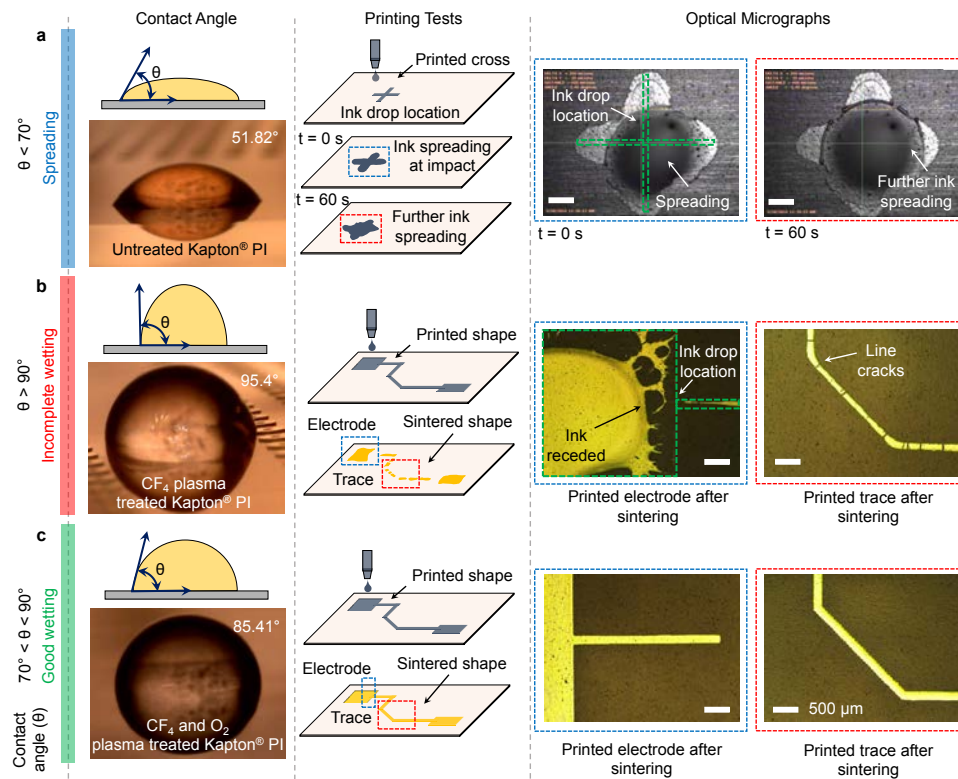 Contact Angle
Printing Tests
Optical Micrographs
a
θ < 70°
Spreading
θ
51.82°
Untreated Kapton® PI
Printed cross
Ink drop location
t = 0 s
Ink spreading
at impact
t = 60 s
Further ink
spreading
Ink drop
location
Spreading
t = 0 s
Further ink
spreading
t = 60 s
b
θ > 90°
Incomplete wetting
θ
95.4°
CF4 plasma
treated Kapton® PI
Printed shape
Electrode
Sintered shape
Trace
Ink drop
location
Ink
receded
Printed electrode after
sintering
Line
cracks
Printed trace after
sintering
c
70° < θ < 90°
Good wetting
Contact
angle (θ)
θ
85.41°
CF4 and O2
plasma treated Kapton® PI
Printed shape
Electrode
Sintered shape
Trace
Printed electrode after
sintering
500 µm
Printed trace after
sintering